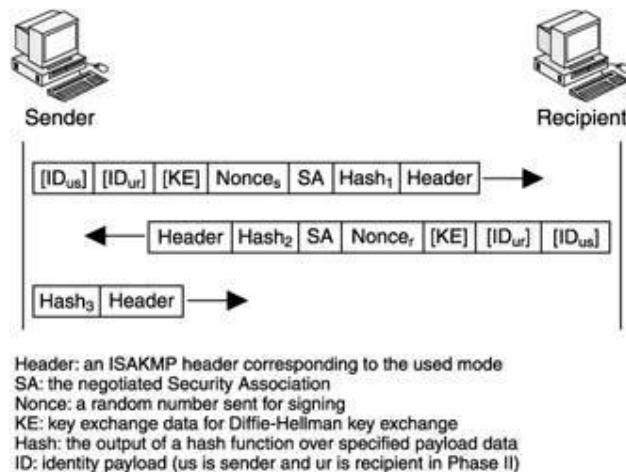 Sender Recipient
[IDus] [IDur] [KE] Nonces SA Hash1 Header
Header Hash2 SA Noncer [KE] [IDur] [IDus]
Hash3 Header
Header: an ISAKMP header corresponding to the used mode
SA: the negotiated Security Association
Nonce: a random number sent for signing
KE: key exchange data for Diffie-Hellman key exchange
Hash: the output of a hash function over specified payload data
ID: identity payload (us is sender and ur is recipient in Phase II)